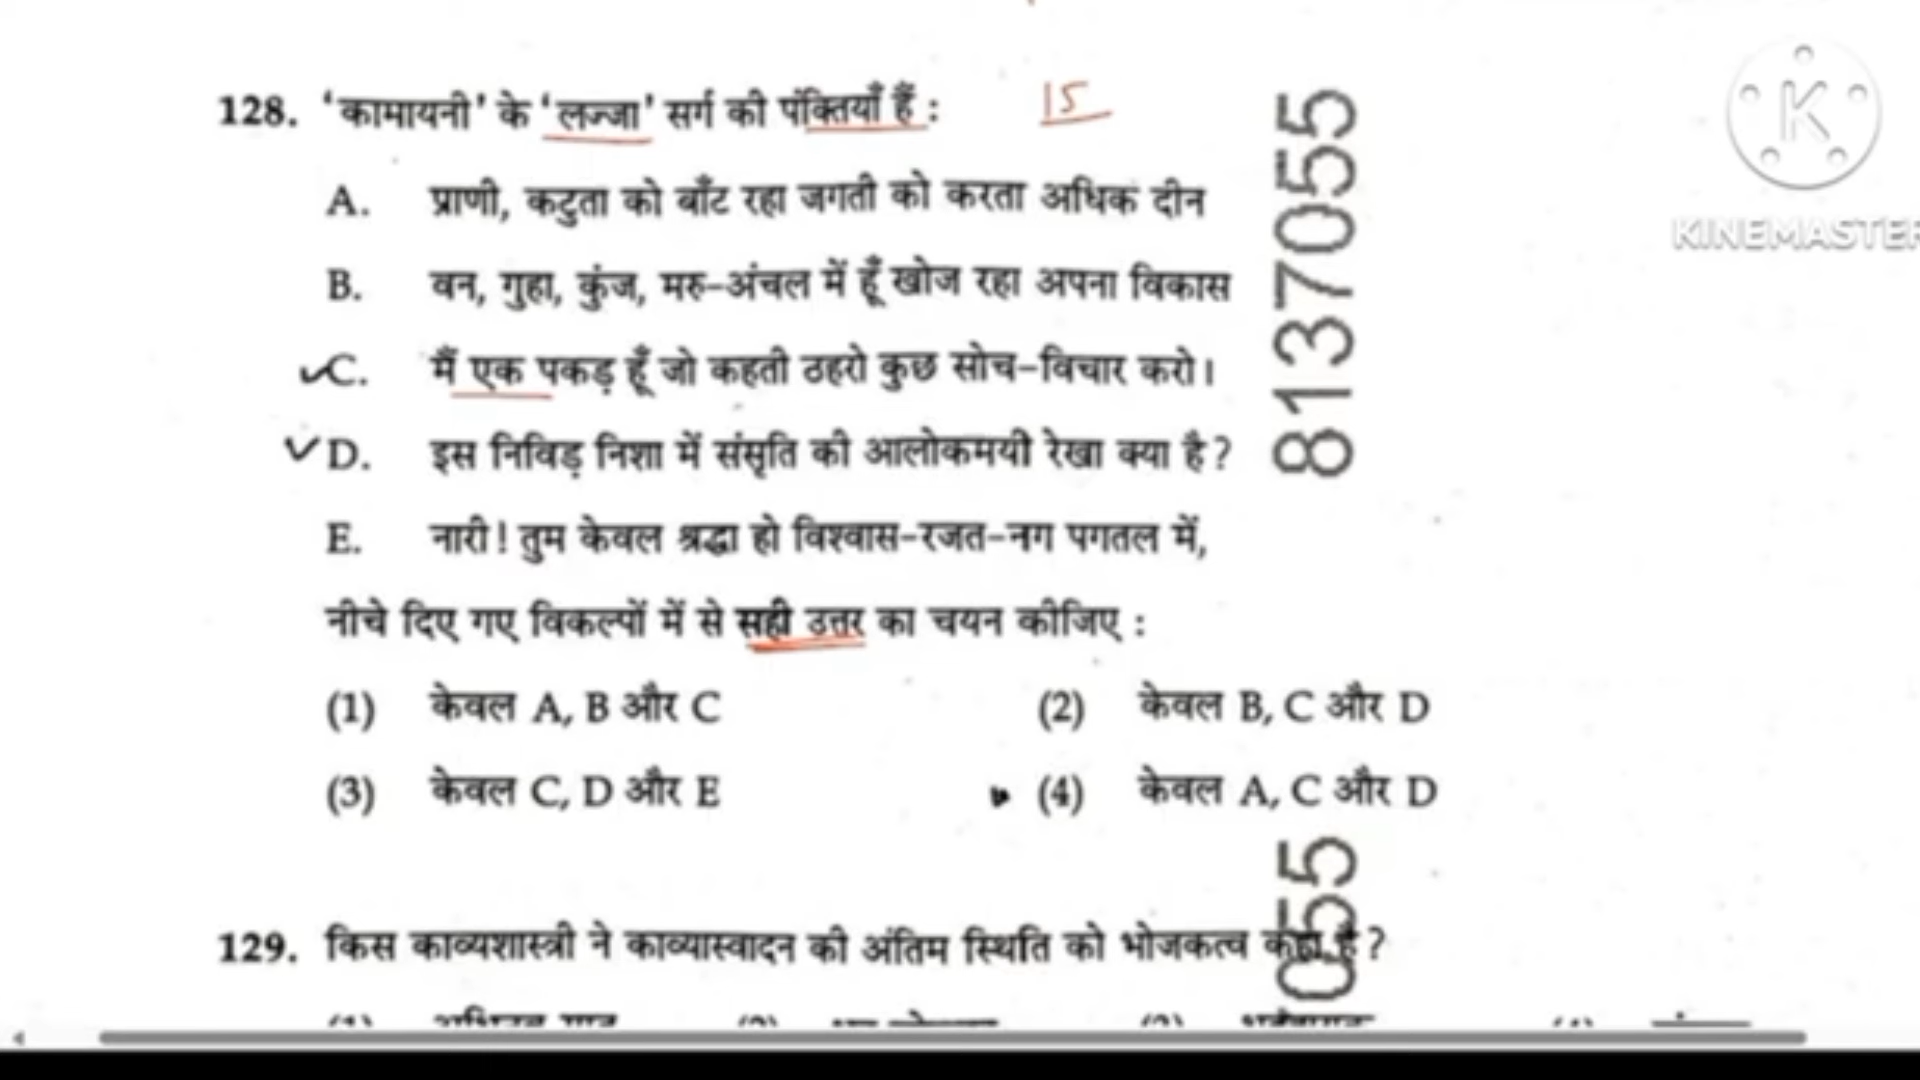 128. 'कामायनी' के 'लज्जा' सर्ग की पंक्तियाँ हैं : 15
A. प्राणी, कटुता को बाँट रहा जगती को करता अधिक दीन
B. वन, गुहा, कुंज, मरु-अंचल में हूँ खोज रहा अपना विकास
C. मैं एक पकड़ हूँ जो कहती ठहरो कुछ सोच-विचार करो।
D. इस निविड़ निशा में संसृति की आलोकमयी रेखा क्या है?
E. नारी! तुम केवल श्रद्धा हो विश्वास-रजत-नग पगतल में,
नीचे दिए गए विकल्पों में से सही उत्तर का चयन कीजिए :
(1) केवल A, B और C (2) केवल B, C और D
(3) केवल C, D और E (4) केवल A, C और D
129. किस काव्यशास्त्री ने काव्यास्वादन की अंतिम स्थिति को भोजकत्व कहा है?
8137055
055
K
KINEMASTER